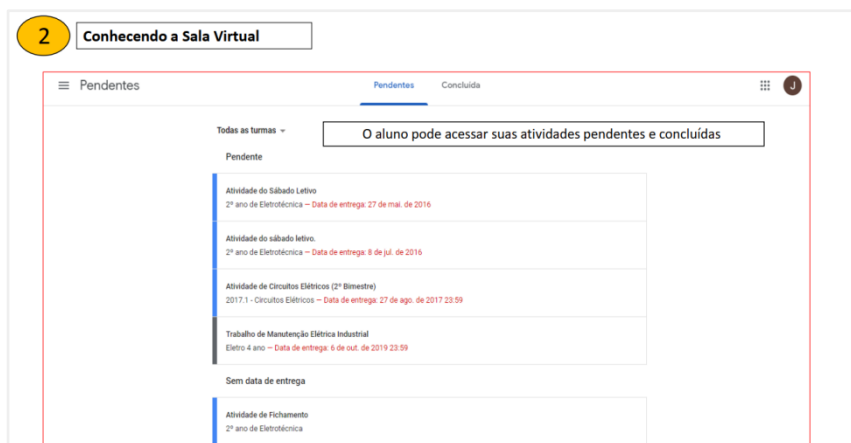 2
Conhecendo a Sala Virtual
Pendentes
Pendentes
Concluída
J
Todas as turmas
O aluno pode acessar suas atividades pendentes e concluídas
Pendente
Atividade do Sábado Letivo
2º ano de Eletrotécnica — Data de entrega: 27 de mai. de 2016
Atividade do sábado letivo.
2º ano de Eletrotécnica — Data de entrega: 8 de jul. de 2016
Atividade de Circuitos Elétricos (2º Bimestre)
2017.1 - Circuitos Elétricos — Data de entrega: 27 de ago. de 2017 23:59
Trabalho de Manutenção Elétrica Industrial
Eletro 4 ano — Data de entrega: 6 de out. de 2019 23:59
Sem data de entrega
Atividade de Fichamento
2º ano de Eletrotécnica